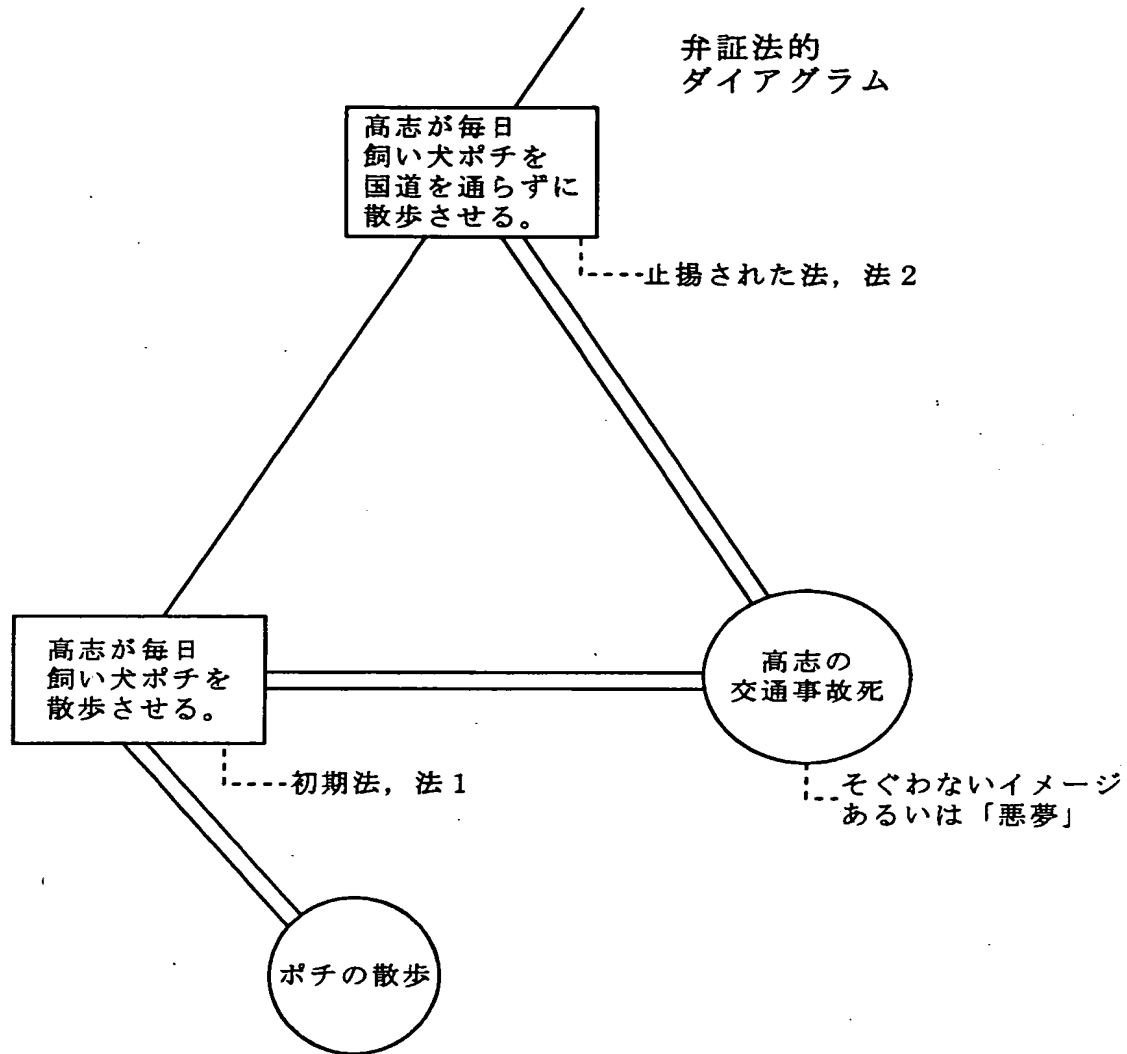 弁証法的
ダイアグラム
高志が毎日
飼い犬ポチを
国道を通らずに
散歩させる。
止揚された法，法２
高志が毎日
飼い犬ポチを
散歩させる。
初期法，法１
高志の
交通事故死
そぐわないイメージ
あるいは「悪夢」
ポチの散歩